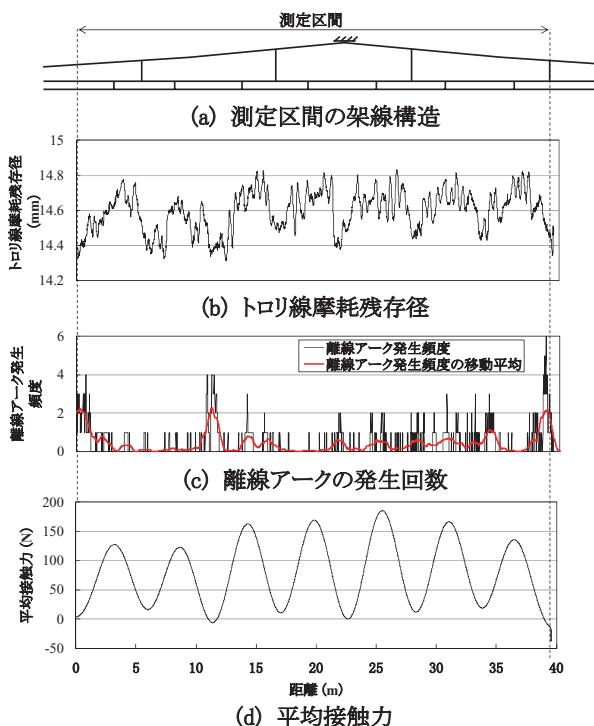 測定区間
(a) 測定区間の架線構造
トロリ線摩耗残存径
(mm)
15
14.8
14.6
14.4
14.2
(b) トロリ線摩耗残存径
離線アーク発生
頻度
6
4
2
0
離線アーク発生頻度
離線アーク発生頻度の移動平均
(c) 離線アークの発生回数
平均接触力 (N)
200
150
100
50
0
-50
0 5 10 15 20 25 30 35 40
距離 (m)
(d) 平均接触力